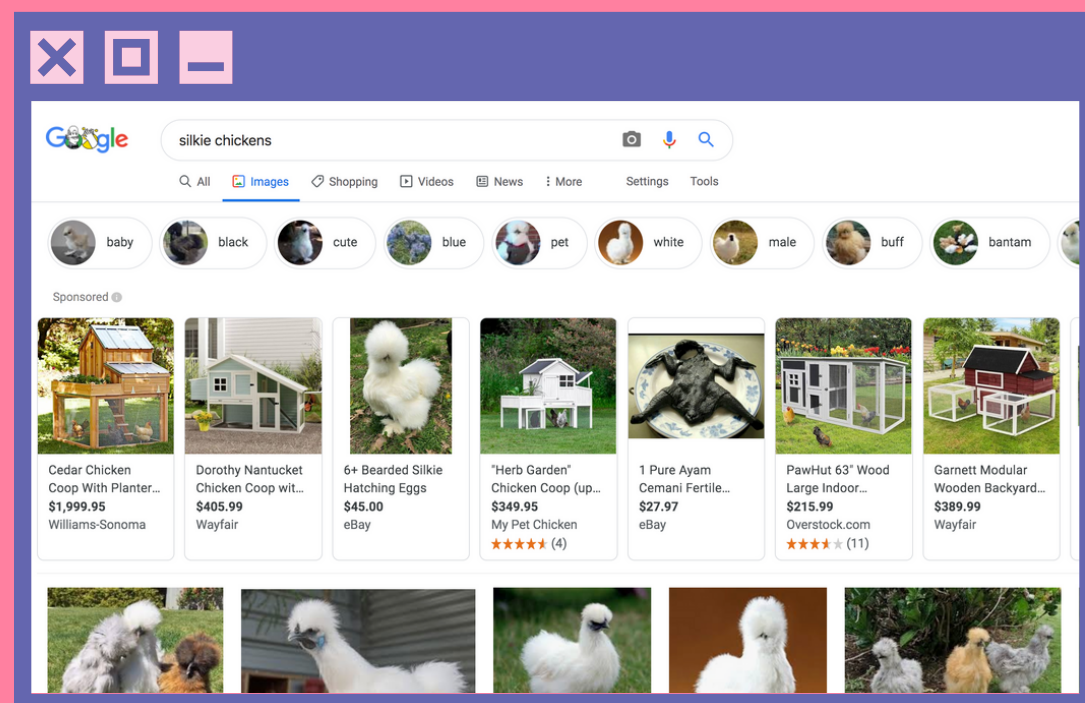 Google
silkie chickens
All Images Shopping Videos News More Settings Tools
baby black cute blue pet white male buff bantam
Sponsored
Cedar Chicken
Coop With Planter...
$1,999.95
Williams-Sonoma
Dorothy Nantucket
Chicken Coop wit...
$405.99
Wayfair
6+ Bearded Silkie
Hatching Eggs
$45.00
eBay
"Herb Garden"
Chicken Coop (up...
$349.95
My Pet Chicken
(4)
1 Pure Ayam
Cemani Fertile...
$27.97
eBay
PawHut 63" Wood
Large Indoor...
$215.99
Overstock.com
(11)
Garnett Modular
Wooden Backyard...
$389.99
Wayfair